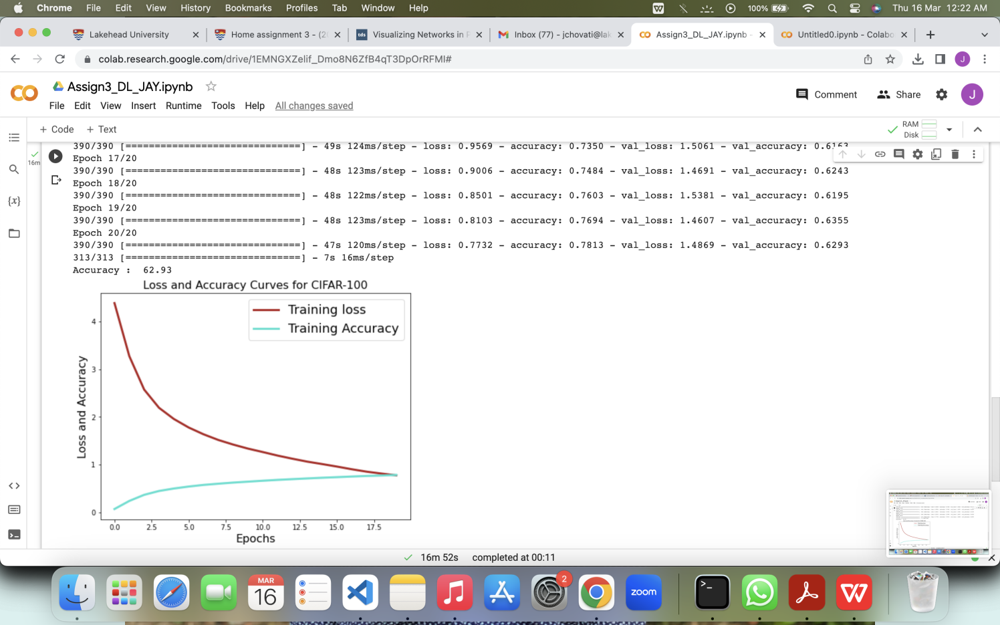 Chrome File Edit View History Bookmarks Profiles Tab Window Help 100% Thu 16 Mar 12:22 AM
Lakehead University Home assignment 3 - (2 tds Visualizing Networks in Inbox (77) - jchovati@lak Assign3_DL_JAY.ipynb - Untitled0.ipynb - Colabo
colab.research.google.com/drive/1EMNGXZelif_Dmo8N6ZfB4qT3DpOrRFMl# J
Assign3_DL_JAY.ipynb
Comment Share J
File Edit View Insert Runtime Tools Help All changes saved
+ Code + Text RAM
Disk
390/390 [==============================] - 49s 124ms/step - loss: 0.9569 - accuracy: 0.7350 - val_loss: 1.5061 - val_accuracy: 0.6163
16m
Epoch 17/20
390/390 [==============================] - 48s 123ms/step - loss: 0.9006 - accuracy: 0.7484 - val_loss: 1.4691 - val_accuracy: 0.6243
Epoch 18/20
390/390 [==============================] - 48s 122ms/step - loss: 0.8501 - accuracy: 0.7603 - val_loss: 1.5381 - val_accuracy: 0.6195
{x}
Epoch 19/20
390/390 [==============================] - 48s 123ms/step - loss: 0.8103 - accuracy: 0.7694 - val_loss: 1.4607 - val_accuracy: 0.6355
Epoch 20/20
390/390 [==============================] - 47s 120ms/step - loss: 0.7732 - accuracy: 0.7813 - val_loss: 1.4869 - val_accuracy: 0.6293
313/313 [==============================] - 7s 16ms/step
Accuracy : 62.93
Loss and Accuracy Curves for CIFAR-100
Training loss
Training Accuracy
4
3
2
1
0
Loss and Accuracy
0.0 2.5 5.0 7.5 10.0 12.5 15.0 17.5
Epochs
16m 52s completed at 00:11
MAR
16
2
zoom